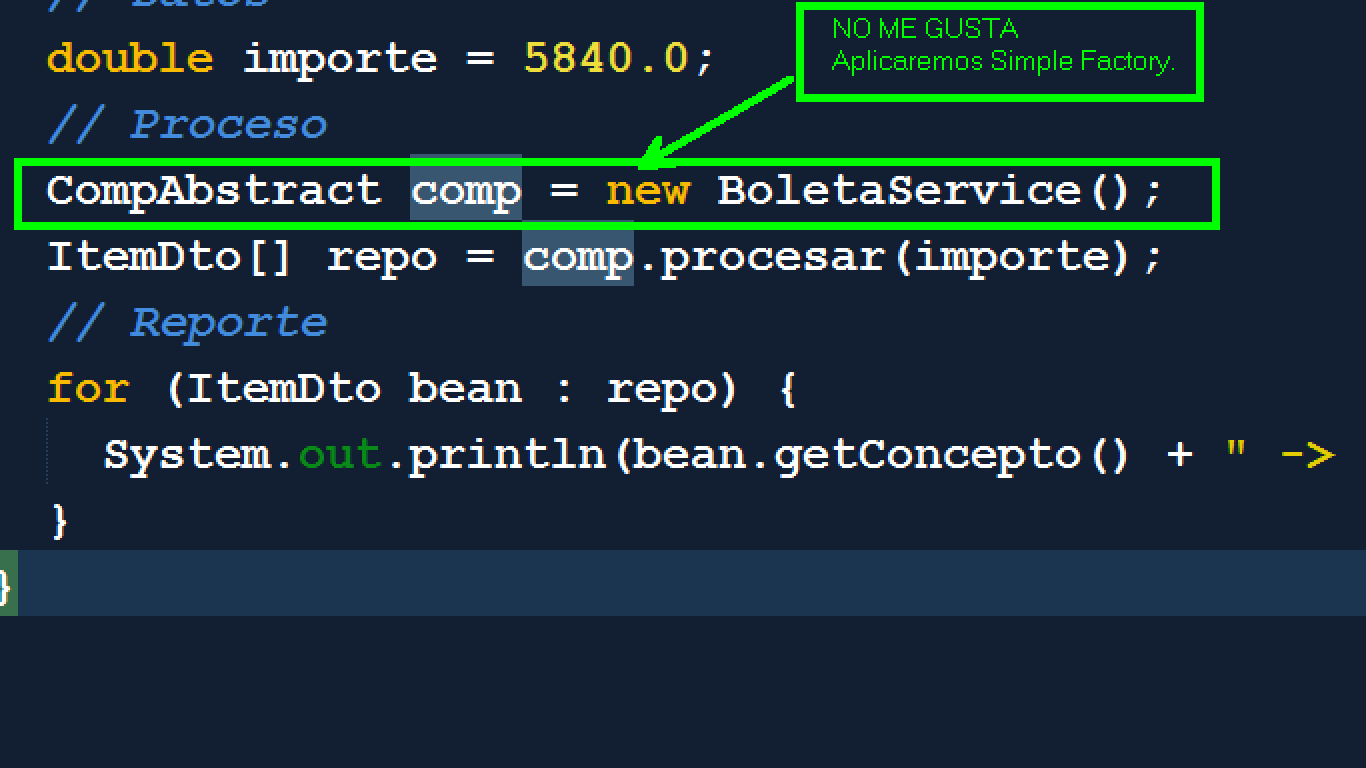 // Datos
double importe = 5840.0;
NO ME GUSTA
Aplicaremos Simple Factory.
// Proceso
CompAbstract comp = new BoletaService();
ItemDto[] repo = comp.procesar(importe);
// Reporte
for (ItemDto bean : repo) {
System.out.println(bean.getConcepto() + " ->
}
}